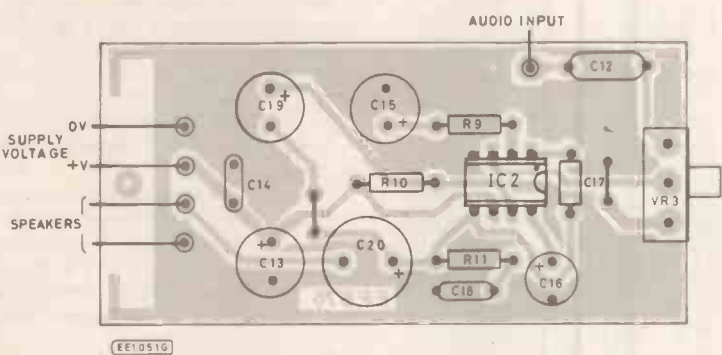 AUDIO INPUT
C12
C19
+
C15
+
R9
0V
SUPPLY
VOLTAGE
+V
C14
R10
IC2
C17
VR3
SPEAKERS
+
C13
C20
+
R11
C18
+
C16
EE1051G